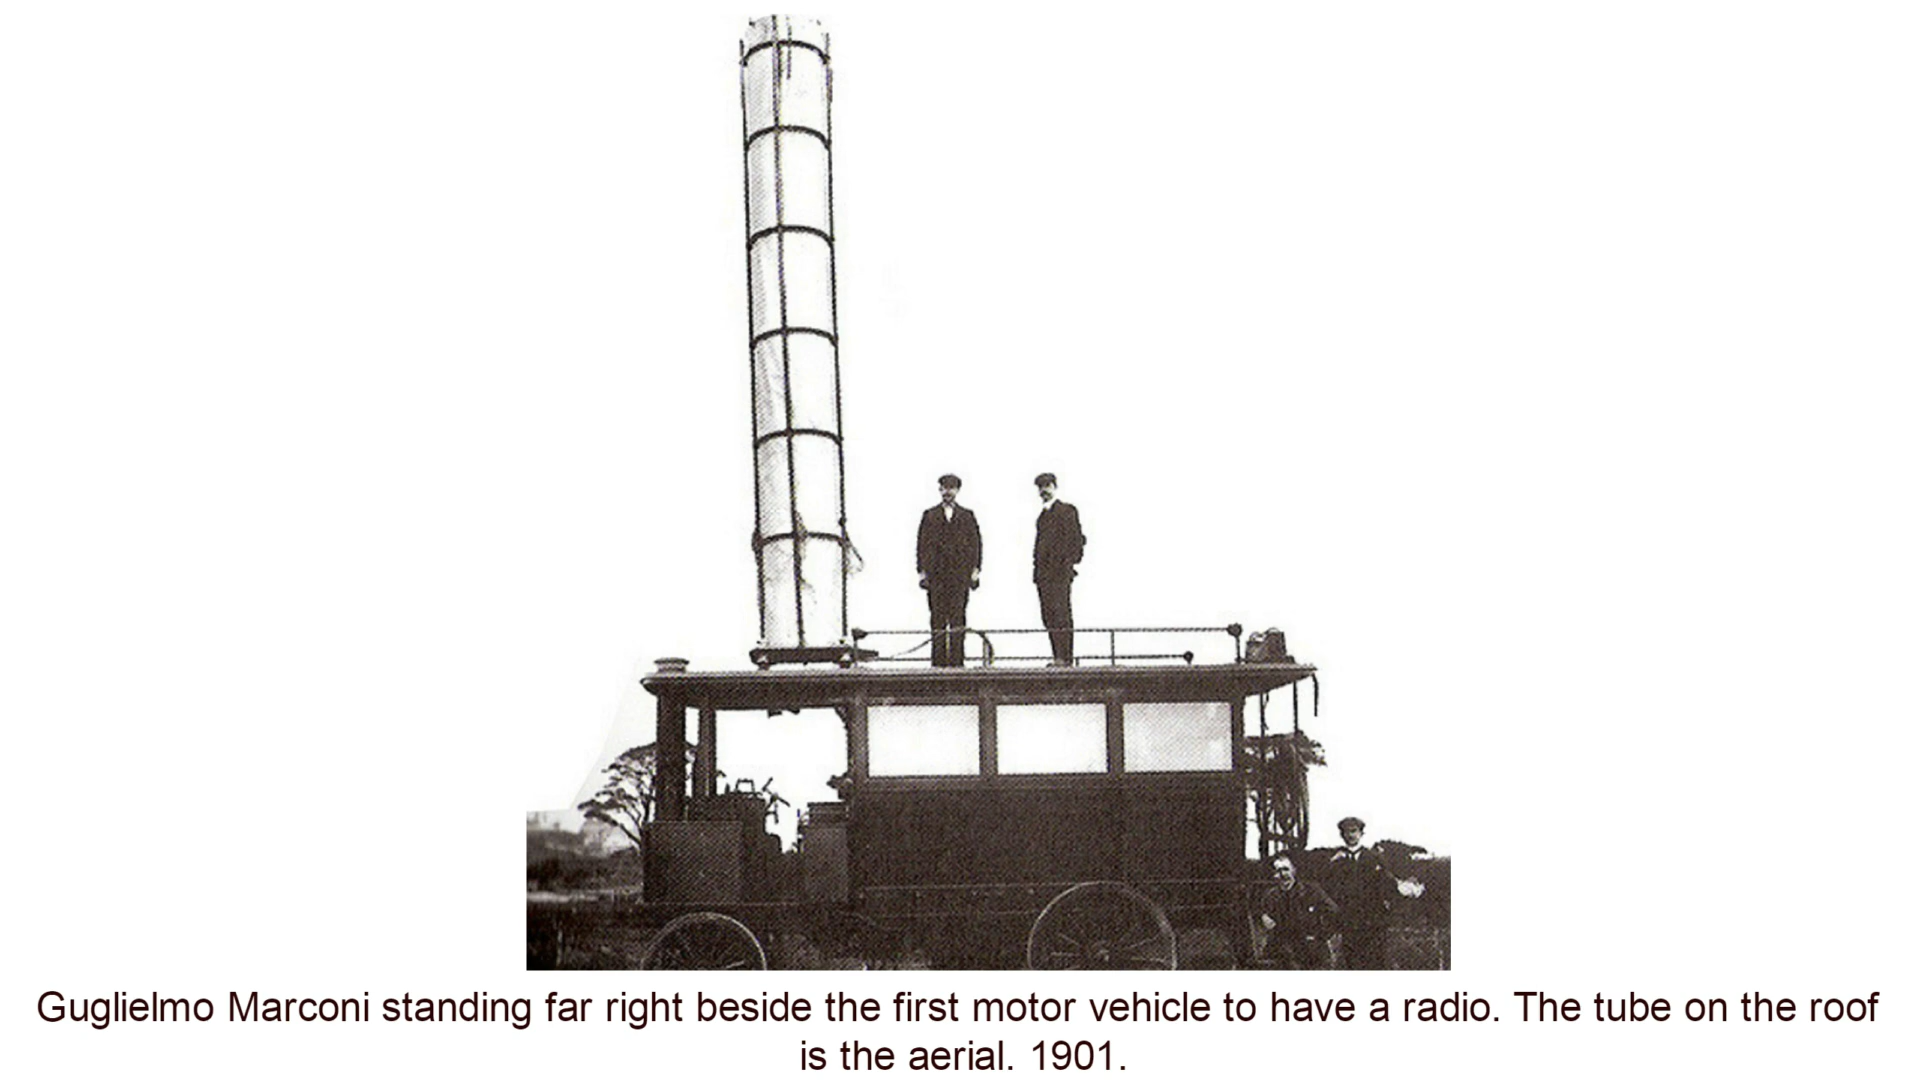 Guglielmo Marconi standing far right beside the first motor vehicle to have a radio. The tube on the roof
is the aerial. 1901.